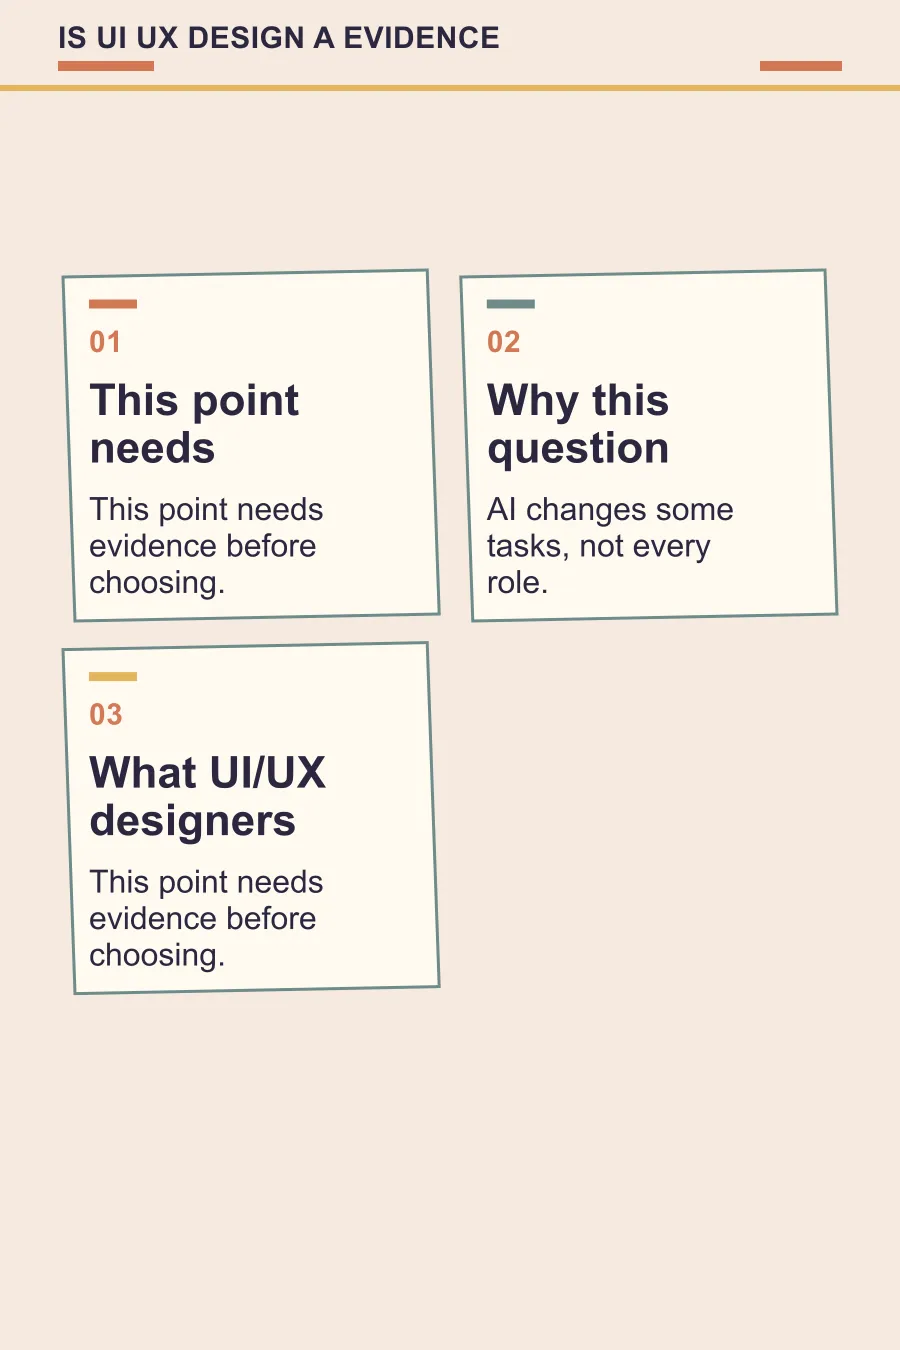 IS UI UX DESIGN A EVIDENCE
01
This point
needs
This point needs
evidence before
choosing.
02
Why this
question
AI changes some
tasks, not every
role.
03
What UI/UX
designers
This point needs
evidence before
choosing.